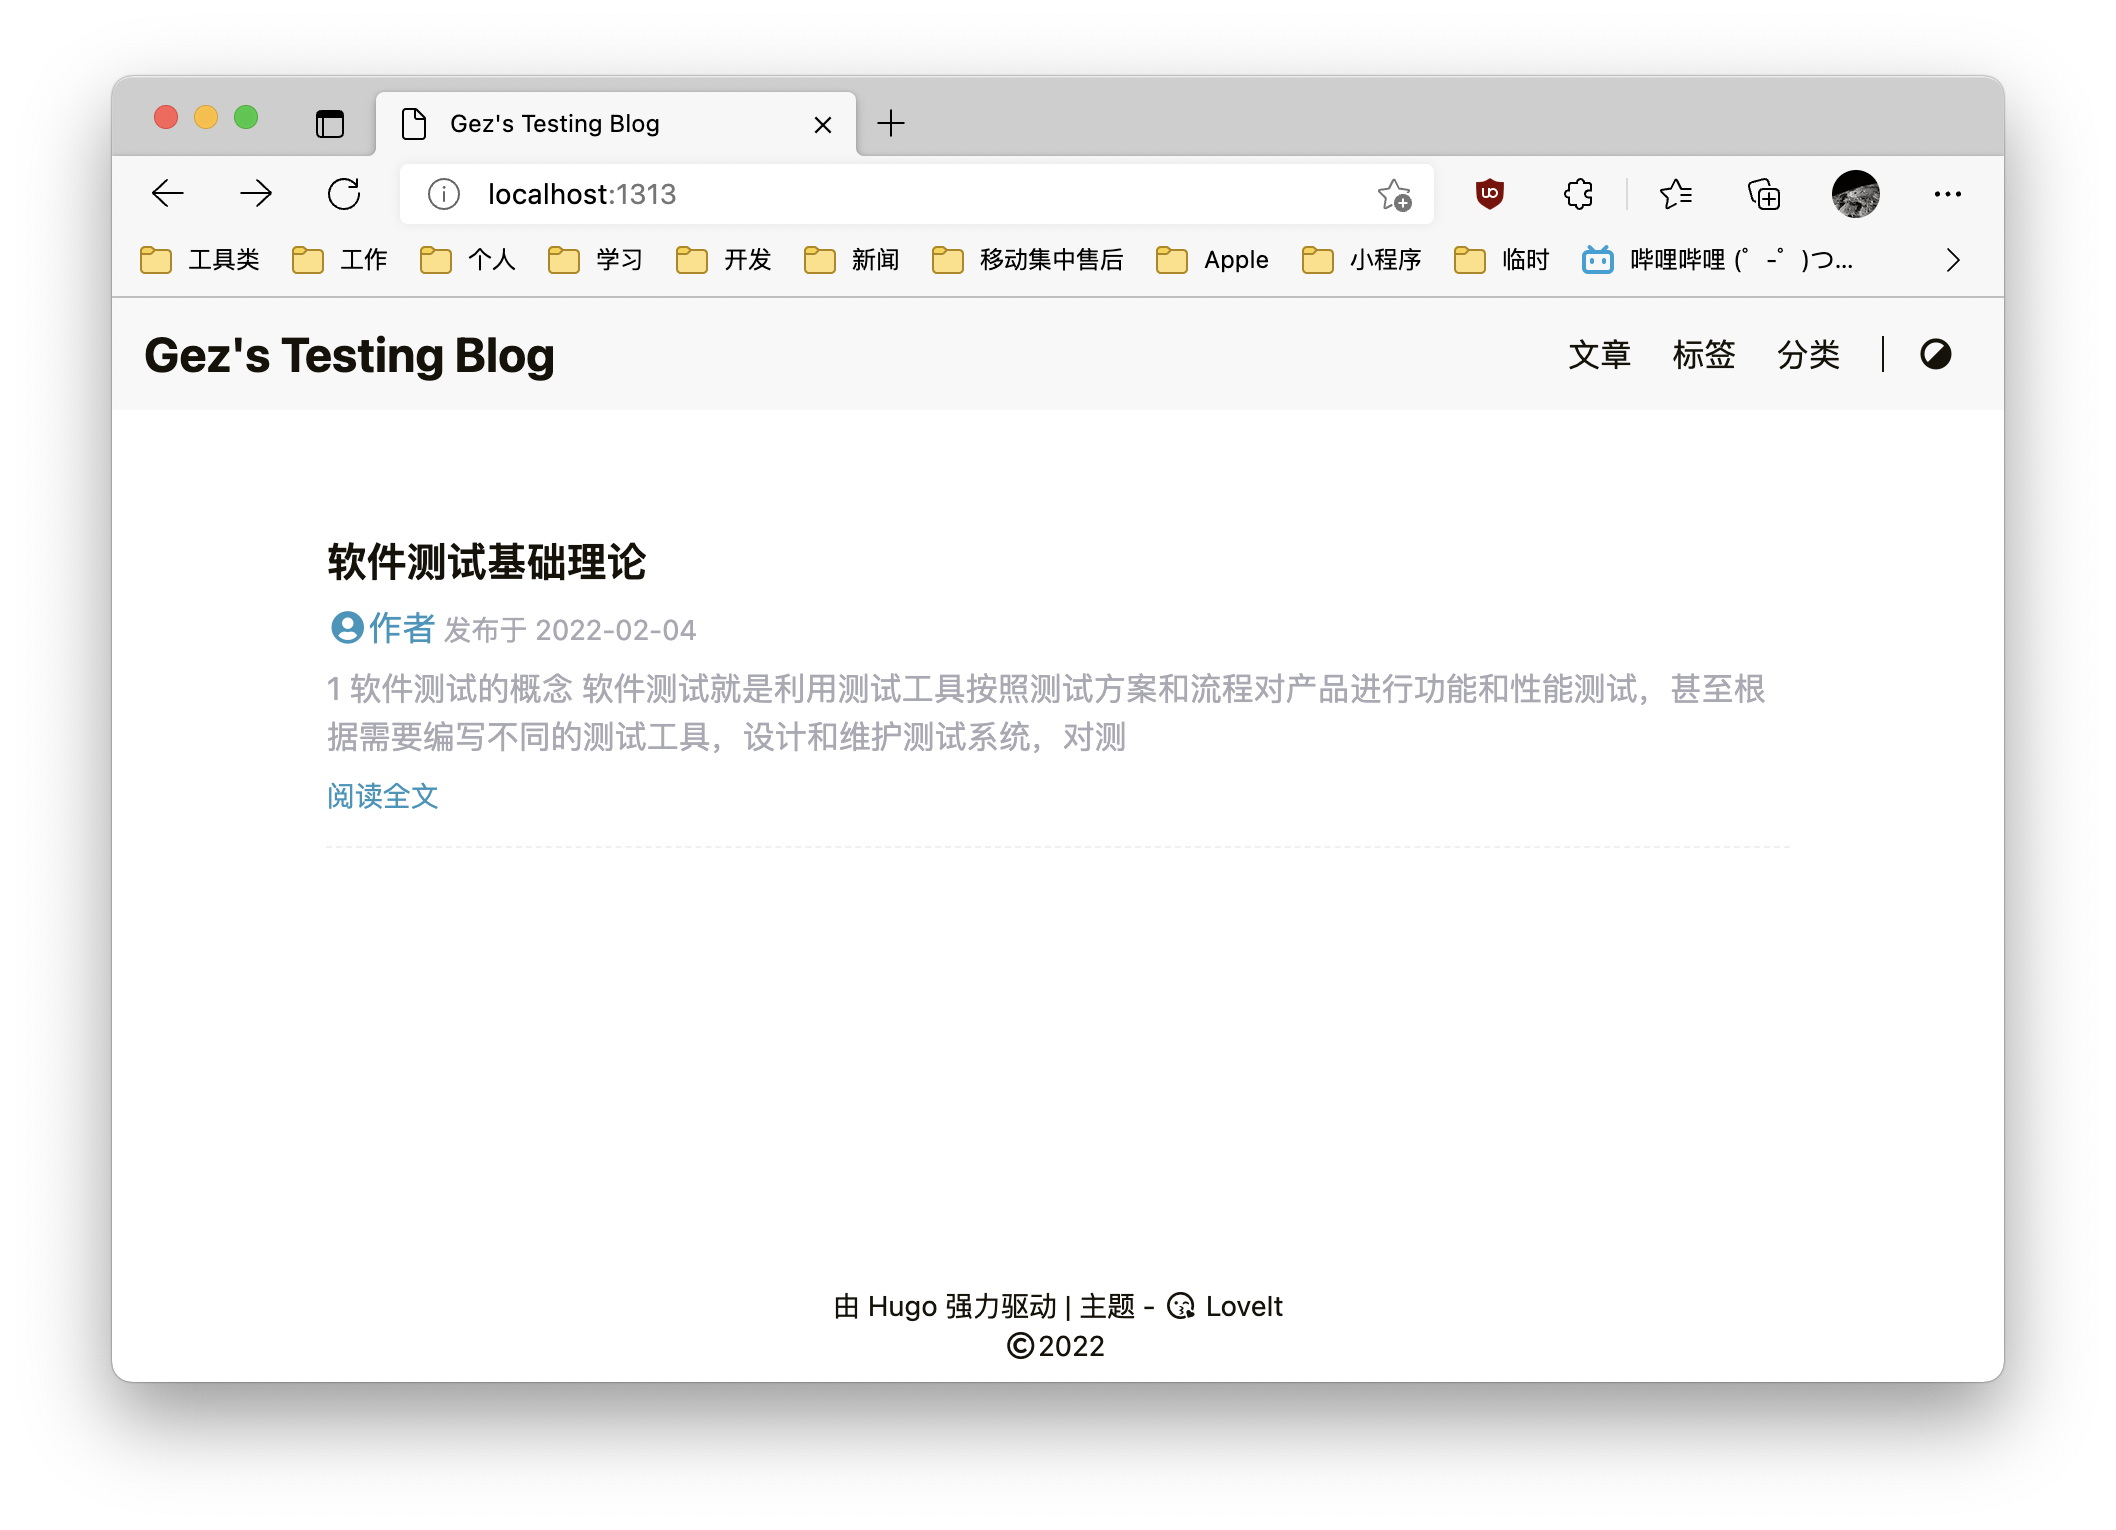 Gez's Testing Blog
localhost:1313
工具类 工作 个人 学习 开发 新闻 移动集中售后 Apple 小程序 临时 哔哩哔哩 (゜-゜)つ...
Gez's Testing Blog 文章 标签 分类
软件测试基础理论
作者 发布于 2022-02-04
1 软件测试的概念 软件测试就是利用测试工具按照测试方案和流程对产品进行功能和性能测试，甚至根
据需要编写不同的测试工具，设计和维护测试系统，对测
阅读全文
由 Hugo 强力驱动 | 主题 - LoveIt
©2022